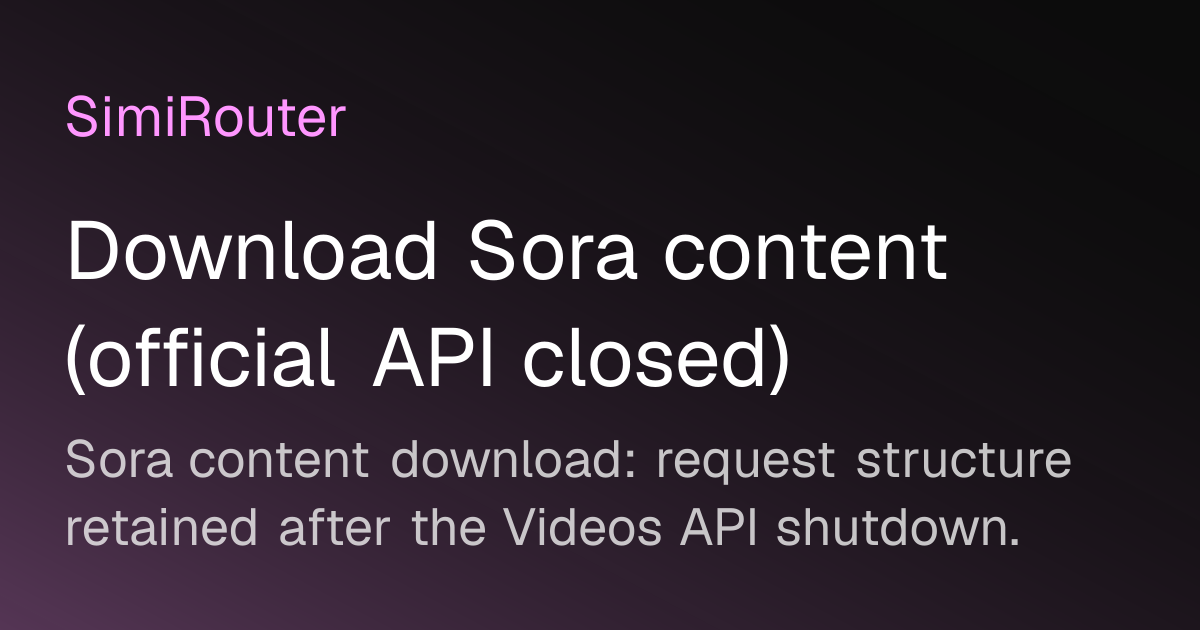 SimiRouter
Download Sora content
(official API closed)
Sora content download: request structure
retained after the Videos API shutdown.